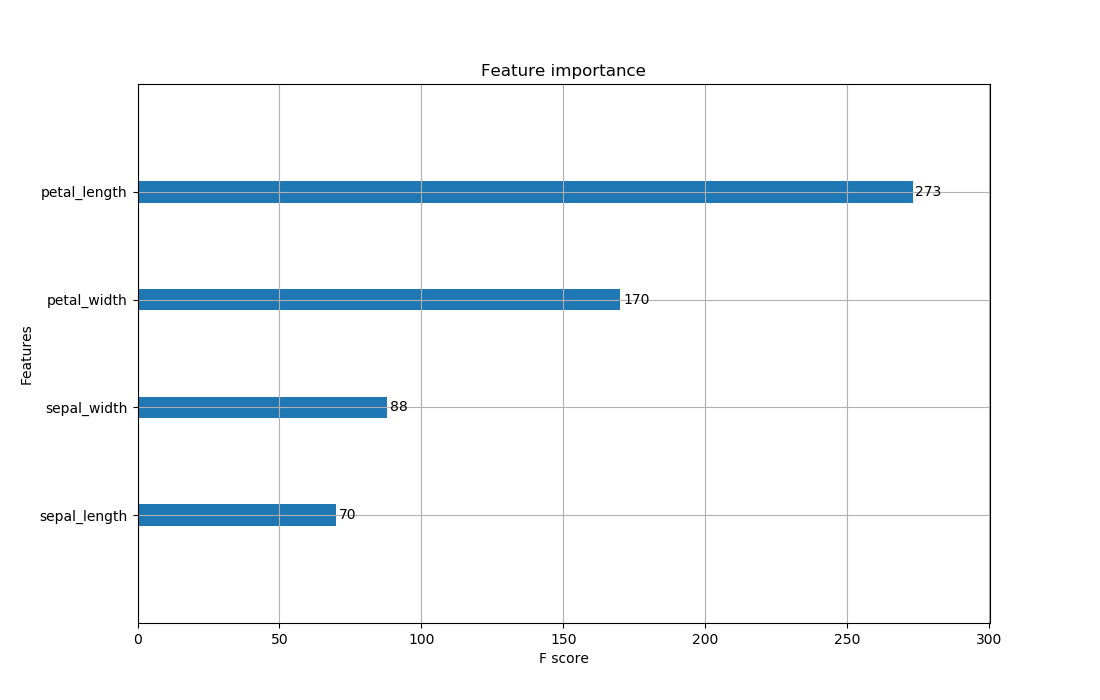 Feature importance
petal_length
273
petal_width
170
Features
sepal_width
88
sepal_length
70
0 50 100 150 200 250 300
F score